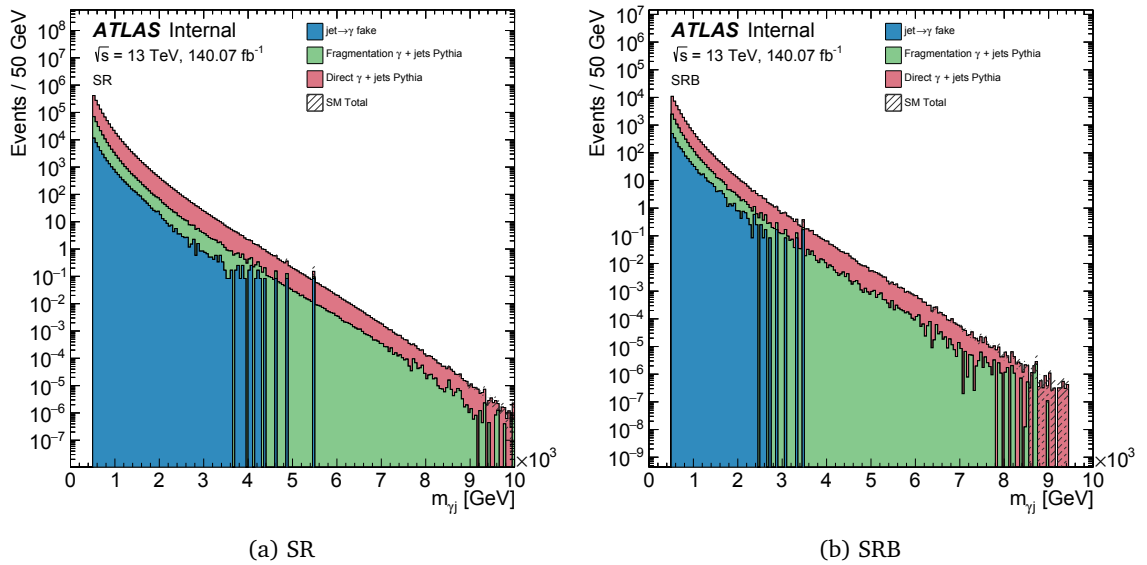 Events / 50 GeV
10⁸
10⁷
10⁶
10⁵
10⁴
10³
10²
10
1
10⁻¹
10⁻²
10⁻³
10⁻⁴
10⁻⁵
10⁻⁶
10⁻⁷
ATLAS Internal
√s = 13 TeV, 140.07 fb⁻¹
SR
jet→γ fake
Fragmentation γ + jets Pythia
Direct γ + jets Pythia
SM Total
0 1 2 3 4 5 6 7 8 9 10
×10³
m_γj [GeV]
(a) SR
Events / 50 GeV
10⁷
10⁶
10⁵
10⁴
10³
10²
10
1
10⁻¹
10⁻²
10⁻³
10⁻⁴
10⁻⁵
10⁻⁶
10⁻⁷
10⁻⁸
10⁻⁹
ATLAS Internal
√s = 13 TeV, 140.07 fb⁻¹
SRB
jet→γ fake
Fragmentation γ + jets Pythia
Direct γ + jets Pythia
SM Total
0 1 2 3 4 5 6 7 8 9 10
×10³
m_γj [GeV]
(b) SRB